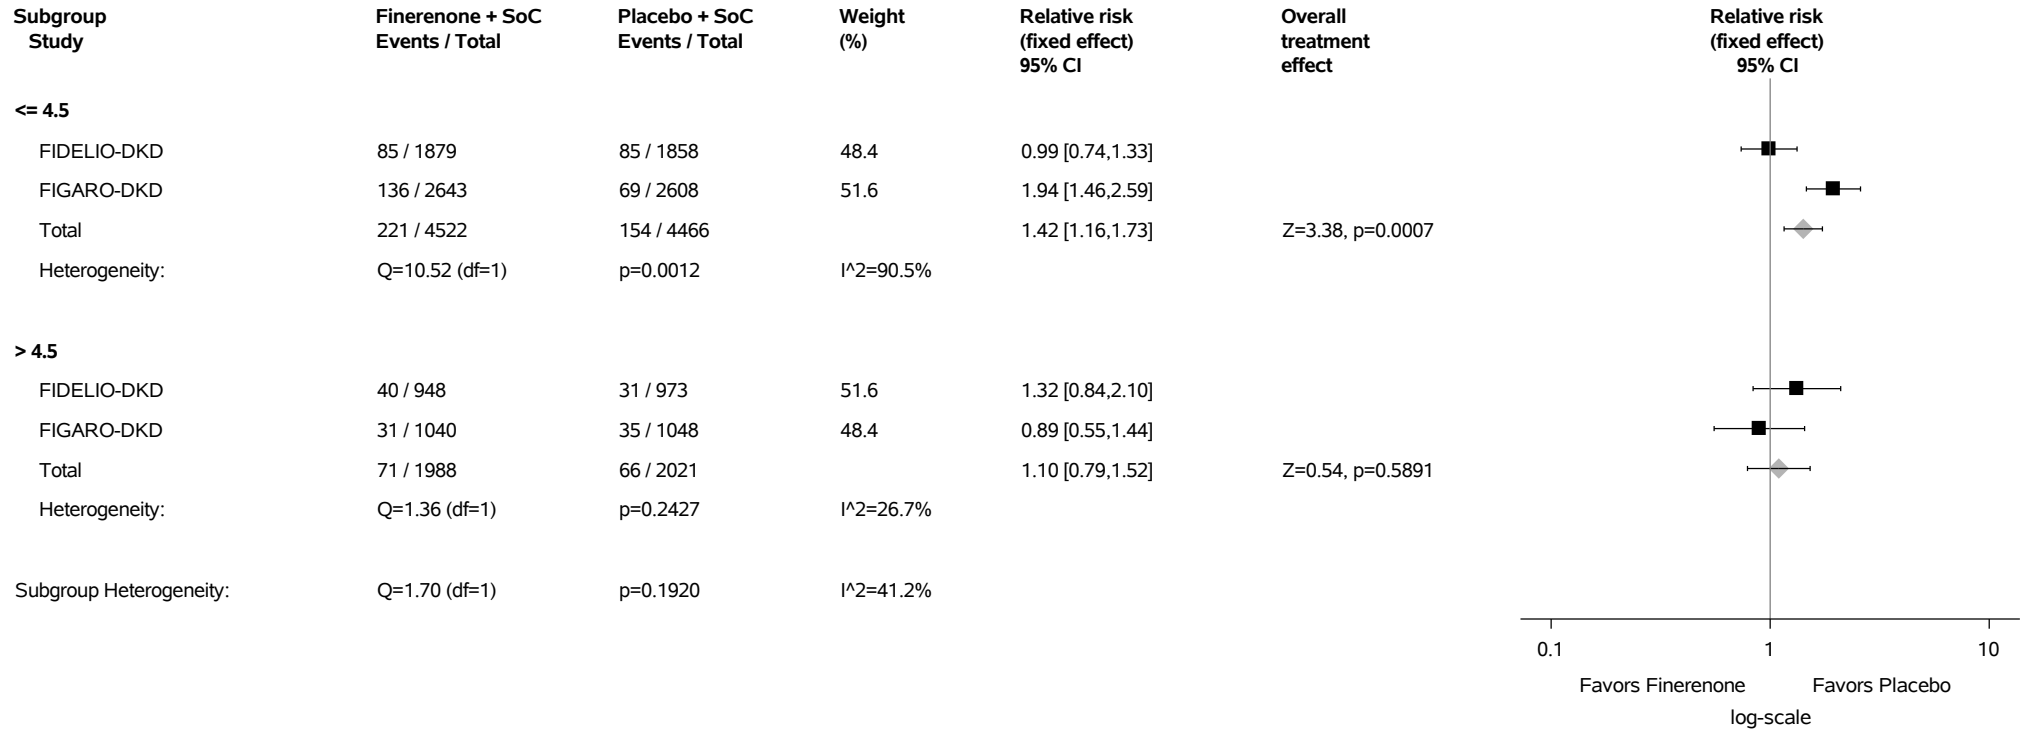 Subgroup Finerenone + SoC Placebo + SoC Weight Relative risk Overall Relative risk
Study Events / Total Events / Total (%) (fixed effect) treatment (fixed effect)
95% CI effect 95% CI
<= 4.5
FIDELIO-DKD 85 / 1879 85 / 1858 48.4 0.99 [0.74,1.33]
FIGARO-DKD 136 / 2643 69 / 2608 51.6 1.94 [1.46,2.59]
Total 221 / 4522 154 / 4466 1.42 [1.16,1.73] Z=3.38, p=0.0007
Heterogeneity: Q=10.52 (df=1) p=0.0012 I^2=90.5%
> 4.5
FIDELIO-DKD 40 / 948 31 / 973 51.6 1.32 [0.84,2.10]
FIGARO-DKD 31 / 1040 35 / 1048 48.4 0.89 [0.55,1.44]
Total 71 / 1988 66 / 2021 1.10 [0.79,1.52] Z=0.54, p=0.5891
Heterogeneity: Q=1.36 (df=1) p=0.2427 I^2=26.7%
Subgroup Heterogeneity: Q=1.70 (df=1) p=0.1920 I^2=41.2%
0.1 1 10
Favors Finerenone Favors Placebo
log-scale